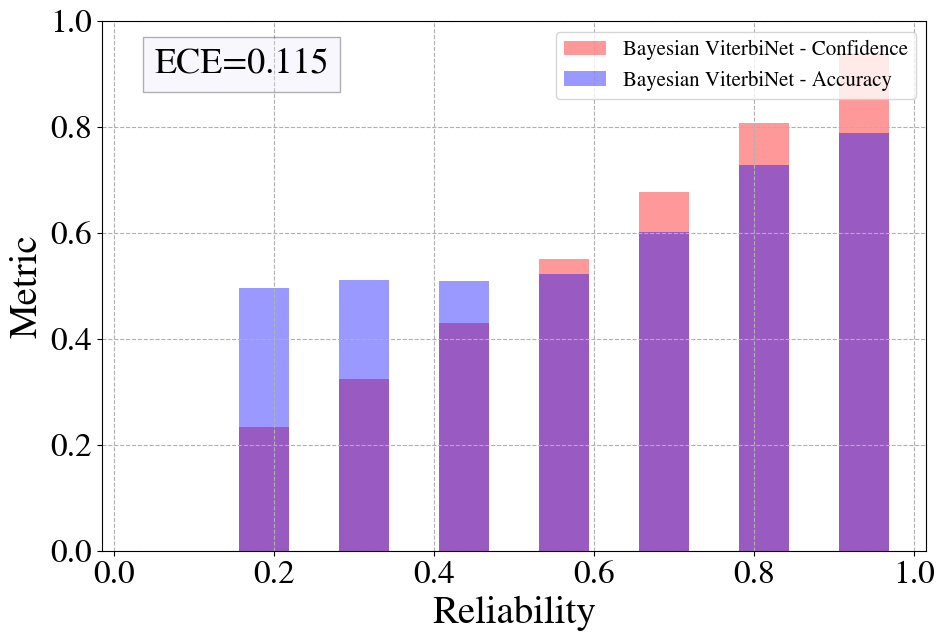 ECE=0.115
Bayesian ViterbiNet - Confidence
Bayesian ViterbiNet - Accuracy
Metric
1.0
0.8
0.6
0.4
0.2
0.0
0.0 0.2 0.4 0.6 0.8 1.0
Reliability